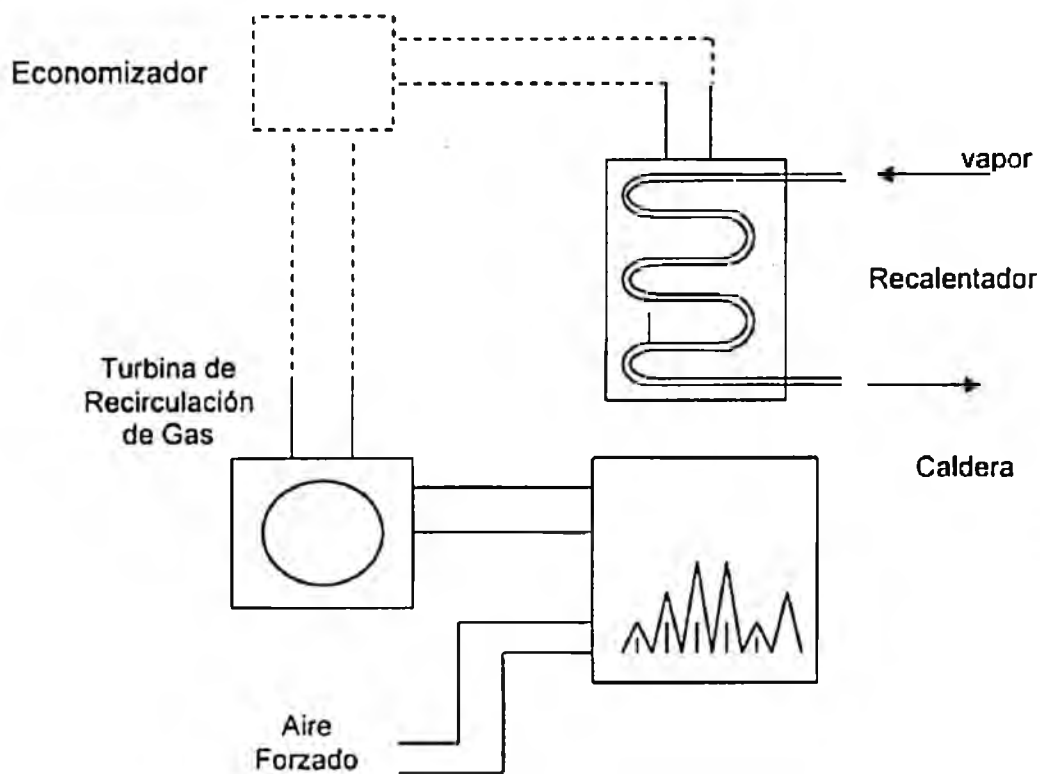 Economizador
vapor
Recalentador
Turbina de
Recirculación
de Gas
Caldera
Aire
Forzado